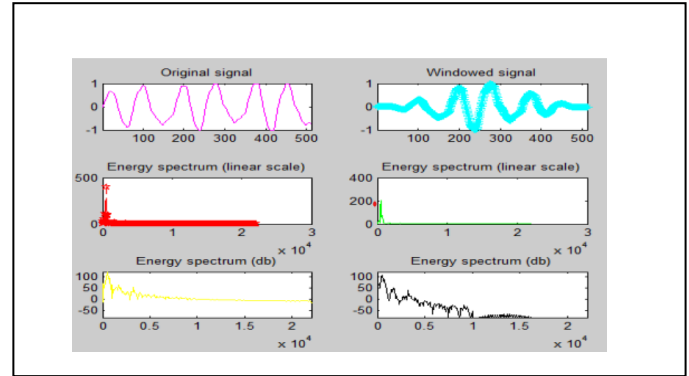 Original signal Windowed signal
1 1
0 0
-1 -1
100 200 300 400 500 100 200 300 400 500
Energy spectrum (linear scale) Energy spectrum (linear scale)
500 400
200
0 0
0 1 2 3 0 1 2 3
x 10^4 x 10^4
Energy spectrum (db) Energy spectrum (db)
100 100
50 50
0 0
-50 -50
0 0.5 1 1.5 2 0 0.5 1 1.5 2
x 10^4 x 10^4